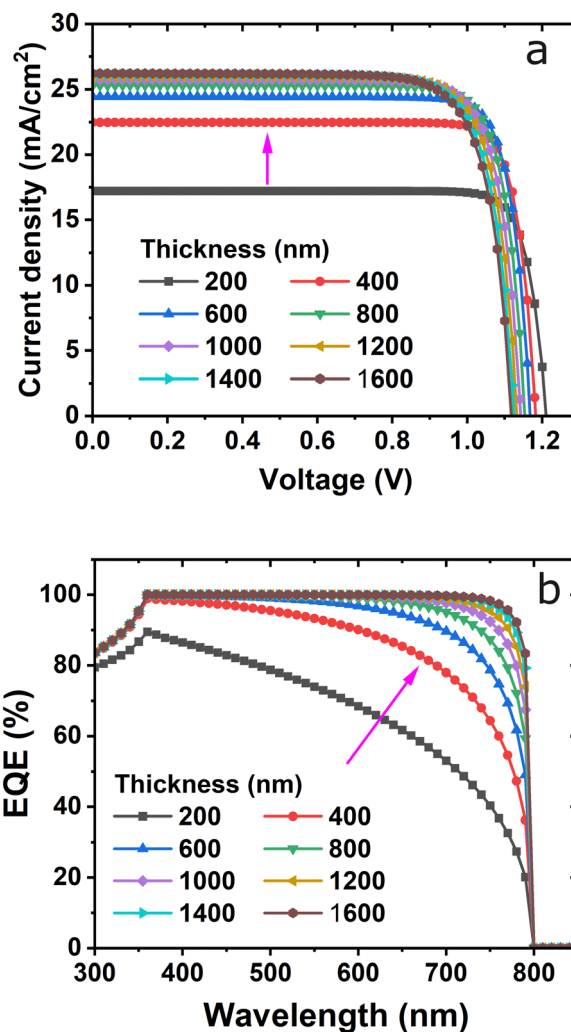 30
25
20
15
10
5
0
Current density (mA/cm²)
a
Thickness (nm)
200 400
600 800
1000 1200
1400 1600
0.0 0.2 0.4 0.6 0.8 1.0 1.2
Voltage (V)
100
80
60
40
20
0
EQE (%)
b
Thickness (nm)
200 400
600 800
1000 1200
1400 1600
300 400 500 600 700 800
Wavelength (nm)